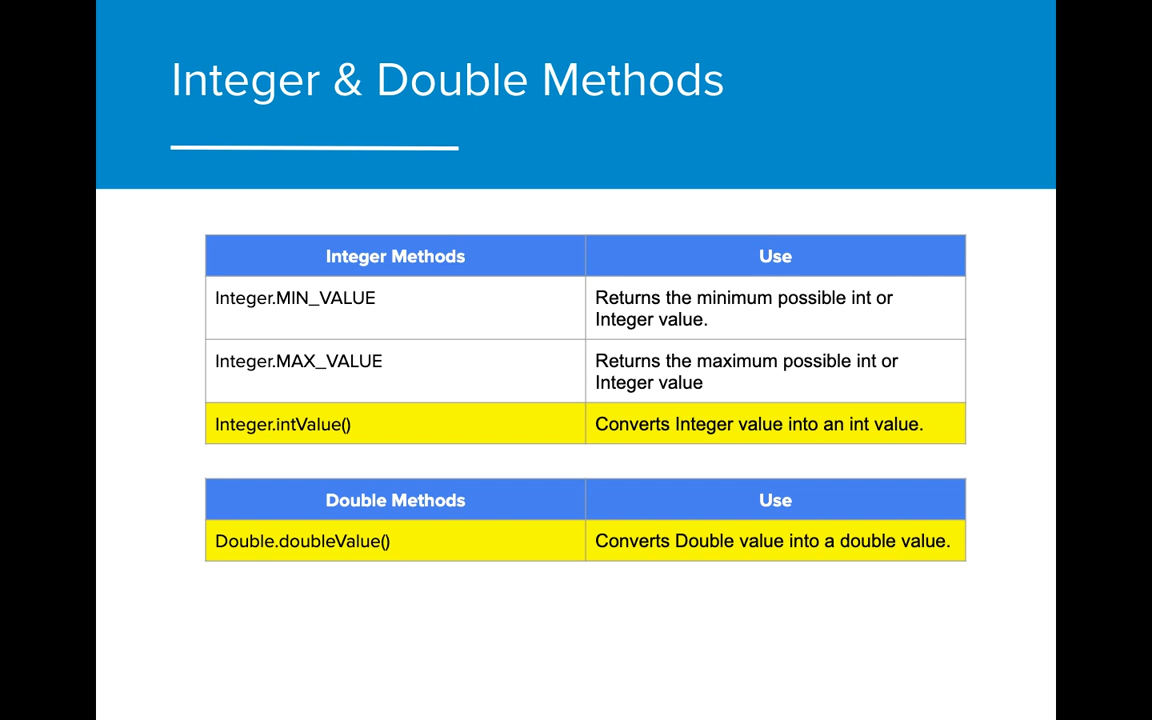 Integer & Double Methods
Integer Methods
Use
Integer.MIN_VALUE
Returns the minimum possible int or
Integer value.
Integer.MAX_VALUE
Returns the maximum possible int or
Integer value
Integer.intValue()
Converts Integer value into an int value.
Double Methods
Use
Double.doubleValue()
Converts Double value into a double value.